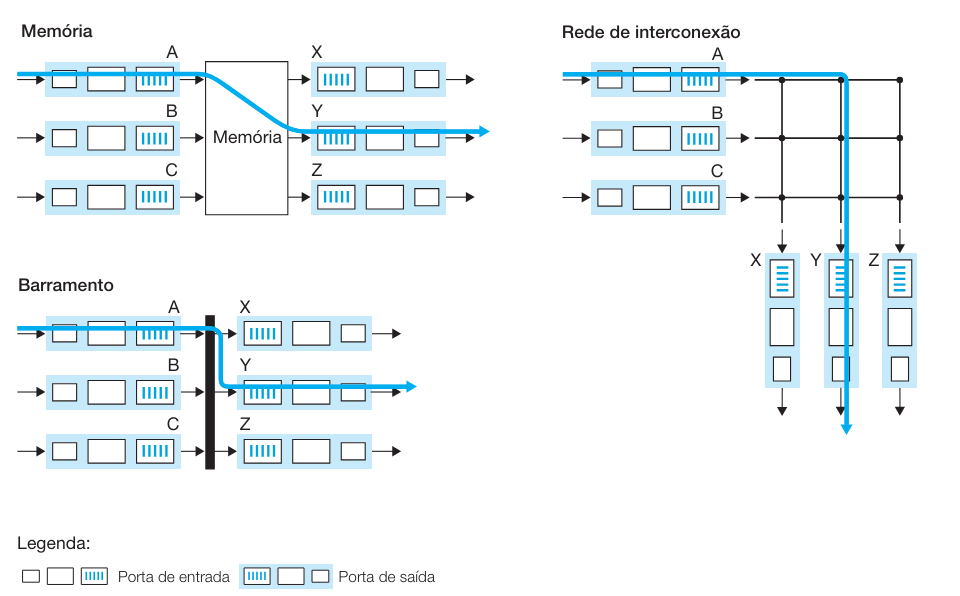 Memória
A
X
B
Y
Memória
C
Z
Rede de interconexão
A
B
C
X
Y
Z
Barramento
A
X
B
Y
C
Z
Legenda:
Porta de entrada
Porta de saída